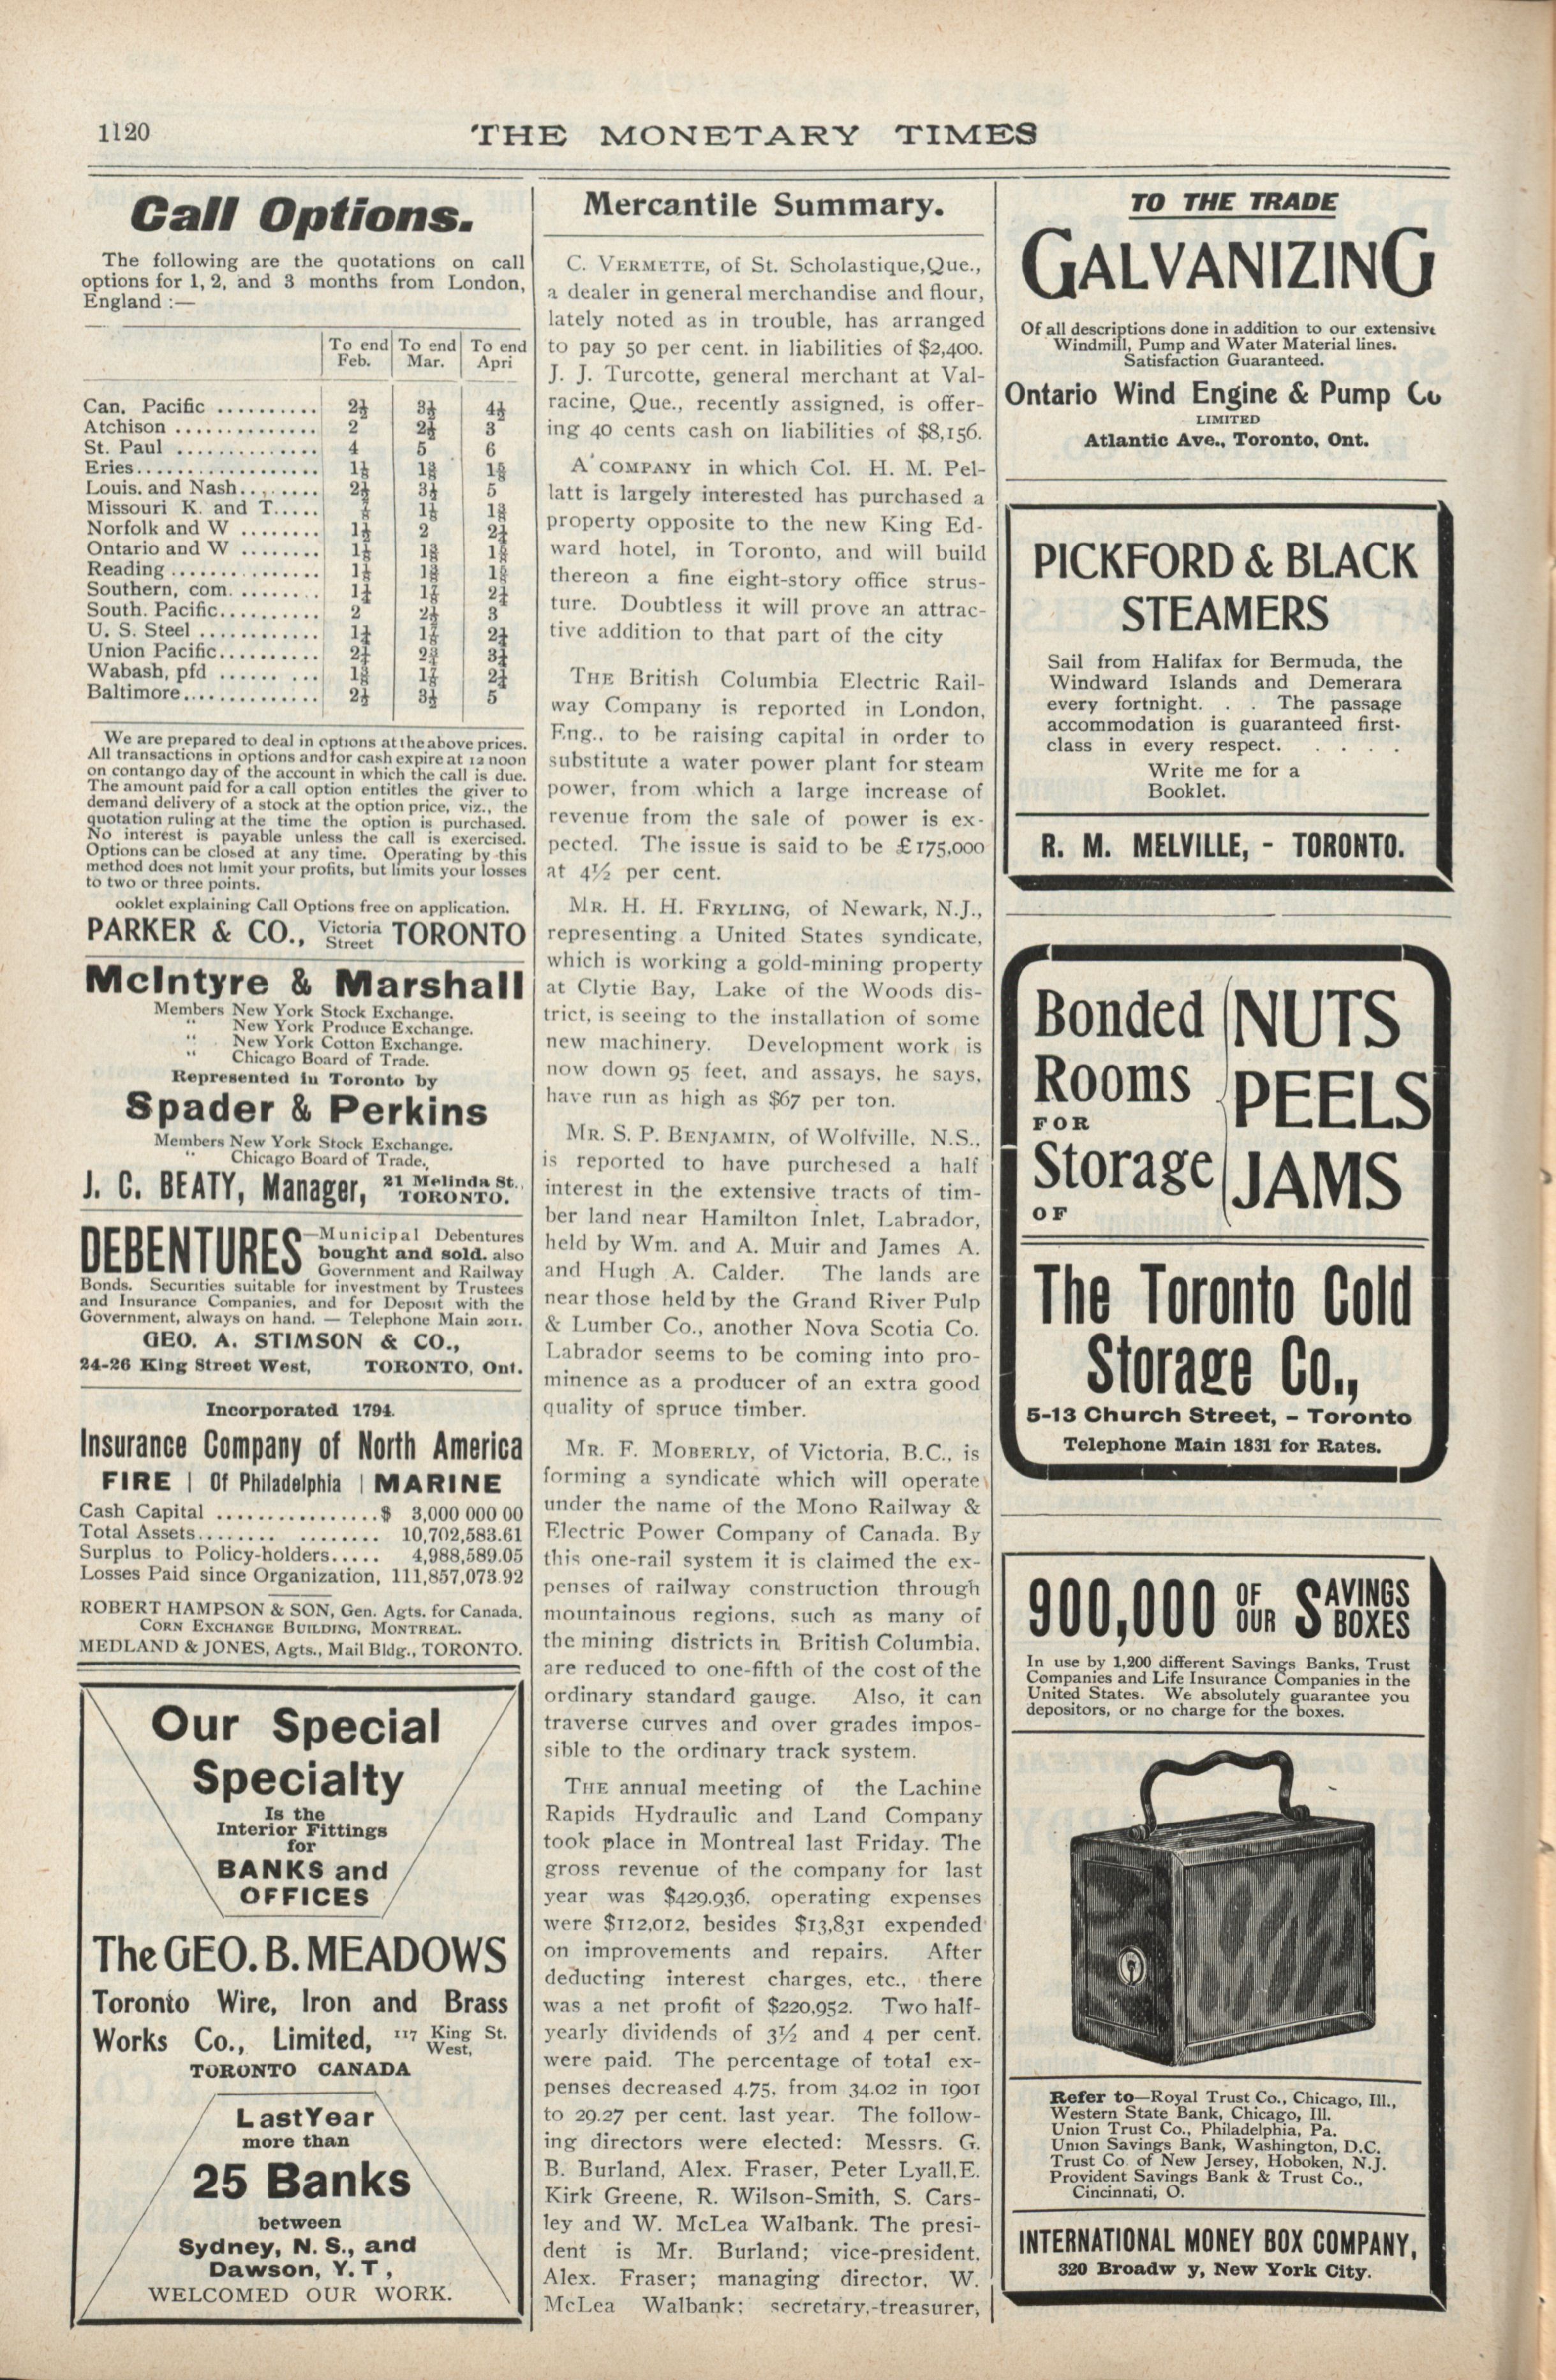 1120
THE MONETARY TIMES
Call Options.
The following are the quotations on call
options for 1, 2, and 3 months from London,
England :—
To end Feb. To end Mar. To end Apri
Can. Pacific .......... 2½ 3½ 4½
Atchison .............. 2 2½ 3
St. Paul .............. 4 5 6
Eries.................. 1⅛ 1⅜ 1⅝
Louis. and Nash........ 2½ 3½ 5
Missouri K. and T..... ⅞ 1⅛ 1⅜
Norfolk and W ........ 1½ 2 2½
Ontario and W ........ 1⅛ 1⅜ 1⅝
Reading .............. 1⅛ 1⅜ 1⅝
Southern, com. ........ 1¼ 1⅞ 2¼
South. Pacific.......... 2 2½ 3
U. S. Steel ............ 1¼ 1⅞ 2¼
Union Pacific.......... 2¼ 2¾ 3¼
Wabash, pfd ...... ... 1⅜ 1⅞ 2¼
Baltimore.............. 2½ 3½ 5
We are prepared to deal in options at the above prices.
All transactions in options and for cash expire at 12 noon
on contango day of the account in which the call is due.
The amount paid for a call option entitles the giver to
demand delivery of a stock at the option price, viz., the
quotation ruling at the time the option is purchased.
No interest is payable unless the call is exercised.
Options can be closed at any time. Operating by this
method does not limit your profits, but limits your losses
to two or three points.
ooklet explaining Call Options free on application.
PARKER & CO., Victoria Street TORONTO
McIntyre & Marshall
Members New York Stock Exchange.
" New York Produce Exchange.
" New York Cotton Exchange.
" Chicago Board of Trade.
Represented in Toronto by
Spader & Perkins
Members New York Stock Exchange.
" Chicago Board of Trade.
J. C. BEATY, Manager, 21 Melinda St., TORONTO.
DEBENTURES—Municipal Debentures
bought and sold. also
Government and Railway
Bonds. Securities suitable for investment by Trustees
and Insurance Companies, and for Deposit with the
Government, always on hand. — Telephone Main 2011.
GEO. A. STIMSON & CO.,
24-26 King Street West, TORONTO, Ont.
Incorporated 1794.
Insurance Company of North America
FIRE | Of Philadelphia | MARINE
Cash Capital ................$ 3,000 000 00
Total Assets........ ........ 10,702,583.61
Surplus to Policy-holders..... 4,988,589.05
Losses Paid since Organization, 111,857,073.92
ROBERT HAMPSON & SON, Gen. Agts. for Canada.
CORN EXCHANGE BUILDING, MONTREAL.
MEDLAND & JONES, Agts., Mail Bldg., TORONTO.
Our Special
Specialty
Is the
Interior Fittings
for
BANKS and
OFFICES
The GEO. B. MEADOWS
Toronto Wire, Iron and Brass
Works Co., Limited, 117 King St. West,
TORONTO CANADA
Last Year
more than
25 Banks
between
Sydney, N. S., and
Dawson, Y. T,
WELCOMED OUR WORK.
Mercantile Summary.
C. VERMETTE, of St. Scholastique,Que.,
a dealer in general merchandise and flour,
lately noted as in trouble, has arranged
to pay 50 per cent. in liabilities of $2,400.
J. J. Turcotte, general merchant at Val-
racine, Que., recently assigned, is offer-
ing 40 cents cash on liabilities of $8,156.
A COMPANY in which Col. H. M. Pel-
latt is largely interested has purchased a
property opposite to the new King Ed-
ward hotel, in Toronto, and will build
thereon a fine eight-story office strus-
ture. Doubtless it will prove an attrac-
tive addition to that part of the city
THE British Columbia Electric Rail-
way Company is reported in London,
Eng., to be raising capital in order to
substitute a water power plant for steam
power, from which a large increase of
revenue from the sale of power is ex-
pected. The issue is said to be £175,000
at 4½ per cent.
MR. H. H. FRYLING, of Newark, N.J.,
representing a United States syndicate,
which is working a gold-mining property
at Clytie Bay, Lake of the Woods dis-
trict, is seeing to the installation of some
new machinery. Development work is
now down 95 feet, and assays, he says,
have run as high as $67 per ton.
MR. S. P. BENJAMIN, of Wolfville, N.S.,
is reported to have purchesed a half
interest in the extensive tracts of tim-
ber land near Hamilton Inlet, Labrador,
held by Wm. and A. Muir and James A.
and Hugh A. Calder. The lands are
near those held by the Grand River Pulp
& Lumber Co., another Nova Scotia Co.
Labrador seems to be coming into pro-
minence as a producer of an extra good
quality of spruce timber.
MR. F. MOBERLY, of Victoria, B.C., is
forming a syndicate which will operate
under the name of the Mono Railway &
Electric Power Company of Canada. By
this one-rail system it is claimed the ex-
penses of railway construction through
mountainous regions, such as many of
the mining districts in British Columbia,
are reduced to one-fifth of the cost of the
ordinary standard gauge. Also, it can
traverse curves and over grades impos-
sible to the ordinary track system.
THE annual meeting of the Lachine
Rapids Hydraulic and Land Company
took place in Montreal last Friday. The
gross revenue of the company for last
year was $429,936, operating expenses
were $112,012, besides $13,831 expended
on improvements and repairs. After
deducting interest charges, etc., there
was a net profit of $220,952. Two half-
yearly dividends of 3½ and 4 per cent.
were paid. The percentage of total ex-
penses decreased 4.75, from 34.02 in 1901
to 29.27 per cent. last year. The follow-
ing directors were elected: Messrs. G.
B. Burland, Alex. Fraser, Peter Lyall,E.
Kirk Greene, R. Wilson-Smith, S. Cars-
ley and W. McLea Walbank. The presi-
dent is Mr. Burland; vice-president,
Alex. Fraser; managing director, W.
McLea Walbank; secretary,-treasurer,
TO THE TRADE
GALVANIZING
Of all descriptions done in addition to our extensive
Windmill, Pump and Water Material lines.
Satisfaction Guaranteed.
Ontario Wind Engine & Pump Co
LIMITED
Atlantic Ave., Toronto, Ont.
PICKFORD & BLACK
STEAMERS
Sail from Halifax for Bermuda, the
Windward Islands and Demerara
every fortnight. . . The passage
accommodation is guaranteed first-
class in every respect. . . . .
Write me for a
Booklet.
R. M. MELVILLE, - TORONTO.
Bonded
Rooms
FOR
Storage
OF
NUTS
PEELS
JAMS
The Toronto Cold
Storage Co.,
5-13 Church Street, - Toronto
Telephone Main 1831 for Rates.
900,000 OF OUR SAVINGS BOXES
In use by 1,200 different Savings Banks, Trust
Companies and Life Insurance Companies in the
United States. We absolutely guarantee you
depositors, or no charge for the boxes.
Refer to—Royal Trust Co., Chicago, Ill.,
Western State Bank, Chicago, Ill.
Union Trust Co., Philadelphia, Pa.
Union Savings Bank, Washington, D.C.
Trust Co. of New Jersey, Hoboken, N.J.
Provident Savings Bank & Trust Co.,
Cincinnati, O.
INTERNATIONAL MONEY BOX COMPANY,
320 Broadw y, New York City.